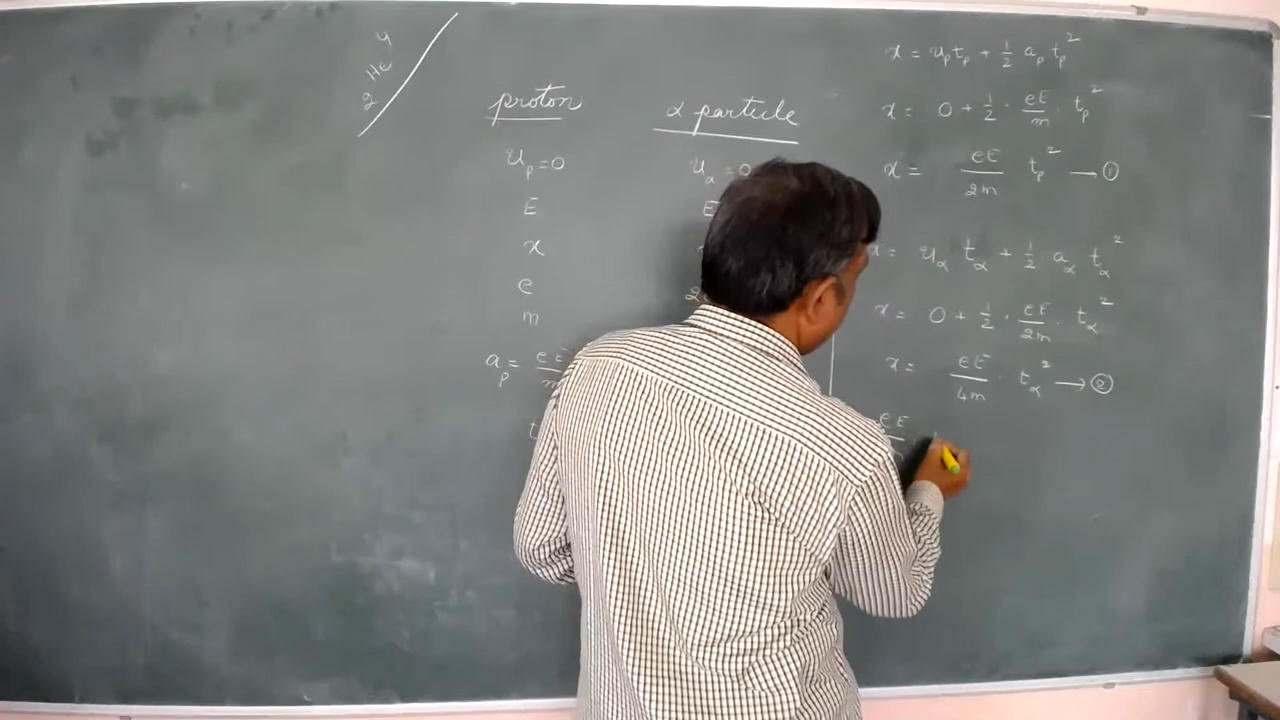 ₂He⁴
proton
α particle
u_p = 0
u_α = 0
E
E
x
e
2
m
a_p = eE/m
t
x = u_p t_p + 1/2 a_p t_p²
x = 0 + 1/2 · eE/m · t_p²
x = eE/2m t_p² → ①
x = u_α t_α + 1/2 · a_α t_α²
x = 0 + 1/2 · eE/2m · t_α²
x = eE/4m · t_α² → ②
eE